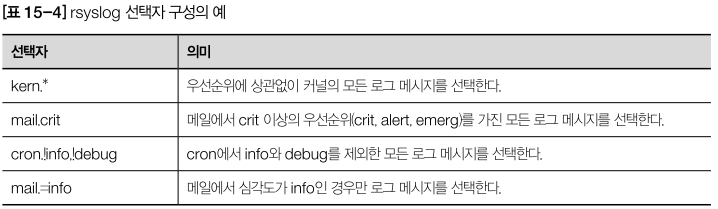 [표 15-4] rsyslog 선택자 구성의 예
선택자 의미
kern.* 우선순위에 상관없이 커널의 모든 로그 메시지를 선택한다.
mail.crit 메일에서 crit 이상의 우선순위(crit, alert, emerg)를 가진 모든 로그 메시지를 선택한다.
cron.!info,!debug cron에서 info와 debug를 제외한 모든 로그 메시지를 선택한다.
mail.=info 메일에서 심각도가 info인 경우만 로그 메시지를 선택한다.